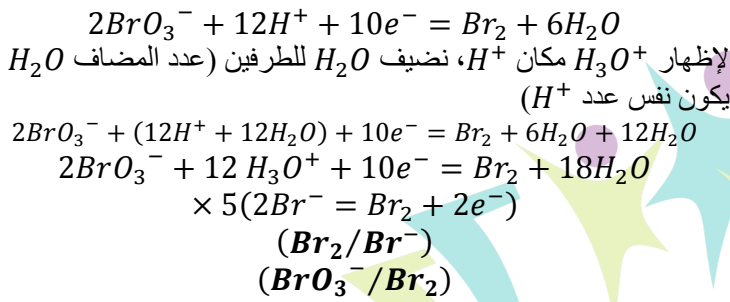 2BrO₃⁻ + 12H⁺ + 10e⁻ = Br₂ + 6H₂O
لإظهار H₃O⁺ مكان H⁺، نضيف H₂O للطرفين (عدد المضاف H₂O
يكون نفس عدد H⁺)
2BrO₃⁻ + (12H⁺ + 12H₂O) + 10e⁻ = Br₂ + 6H₂O + 12H₂O
2BrO₃⁻ + 12 H₃O⁺ + 10e⁻ = Br₂ + 18H₂O
× 5(2Br⁻ = Br₂ + 2e⁻)
(Br₂/Br⁻)
(BrO₃⁻/Br₂)